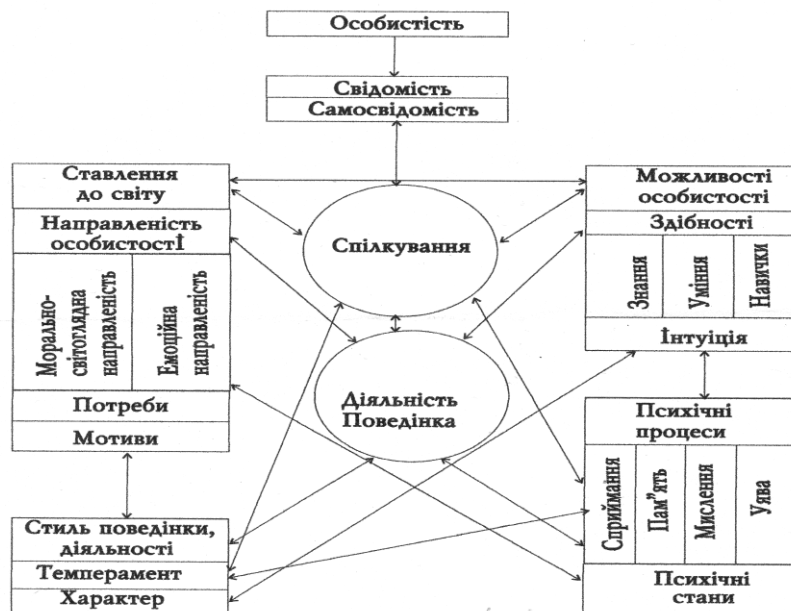 Особистість
Свідомість
Самосвідомість
Ставлення
до світу
Направленість
особистості
Морально-
світоглядна
направленість
Емоційна
направленість
Потреби
Мотиви
Спілкування
Діяльність
Поведінка
Можливості
особистості
Здібності
Знання
Уміння
Навички
Інтуіція
Психічні
процеси
Сприймання
Пам"ять
Мислення
Уява
Психічні
стани
Стиль поведінки,
діяльності
Темперамент
Характер